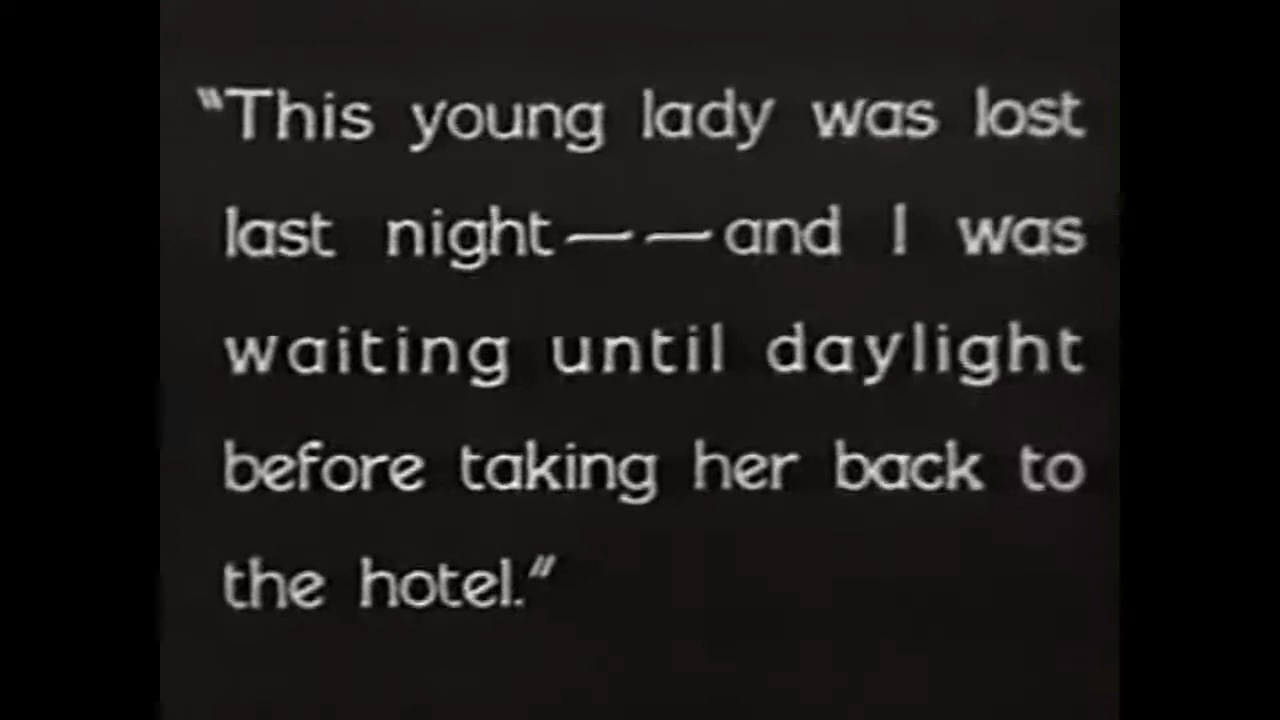 “This young lady was lost
last night——and I was
waiting until daylight
before taking her back to
the hotel.”